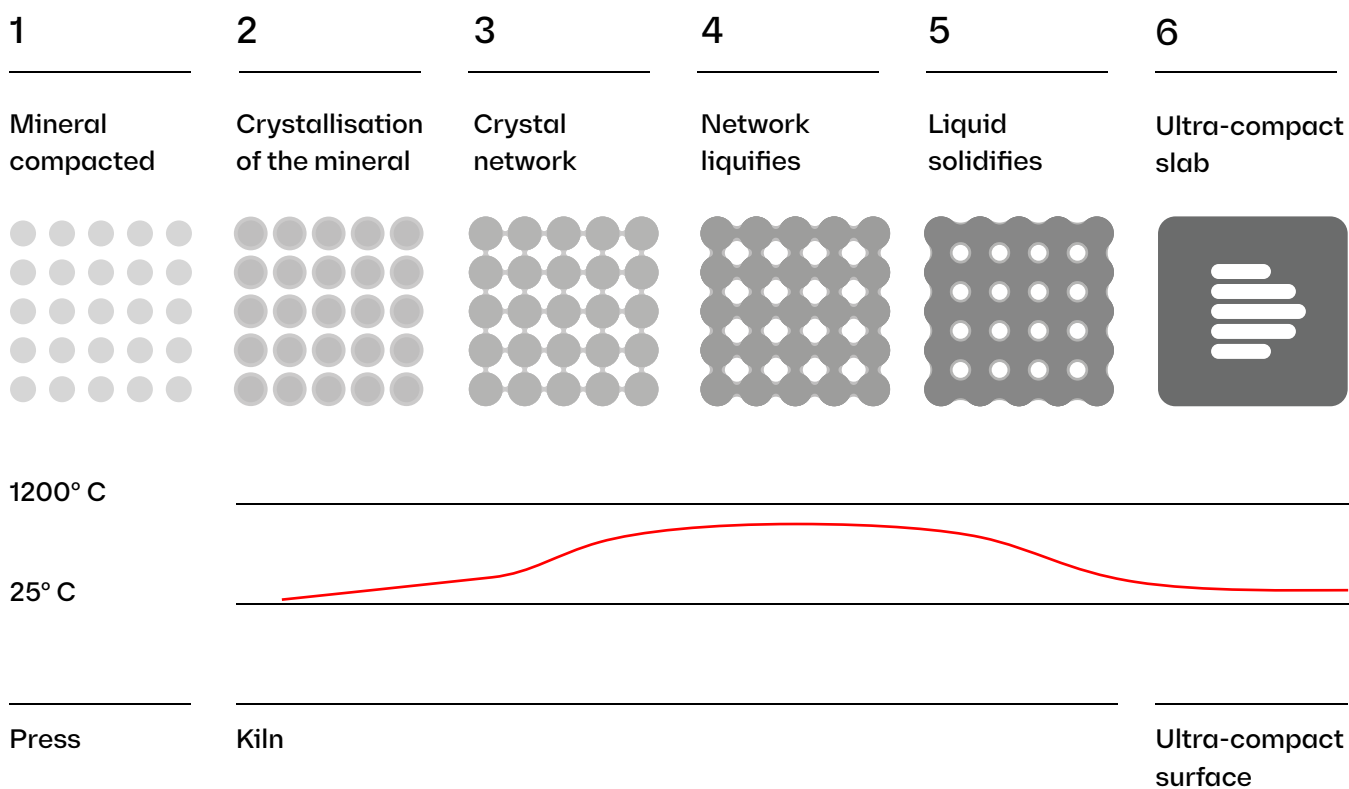 1
Mineral
compacted
2
Crystallisation
of the mineral
3
Crystal
network
4
Network
liquifies
5
Liquid
solidifies
6
Ultra-compact
slab
1200° C
25° C
Press
Kiln
Ultra-compact
surface